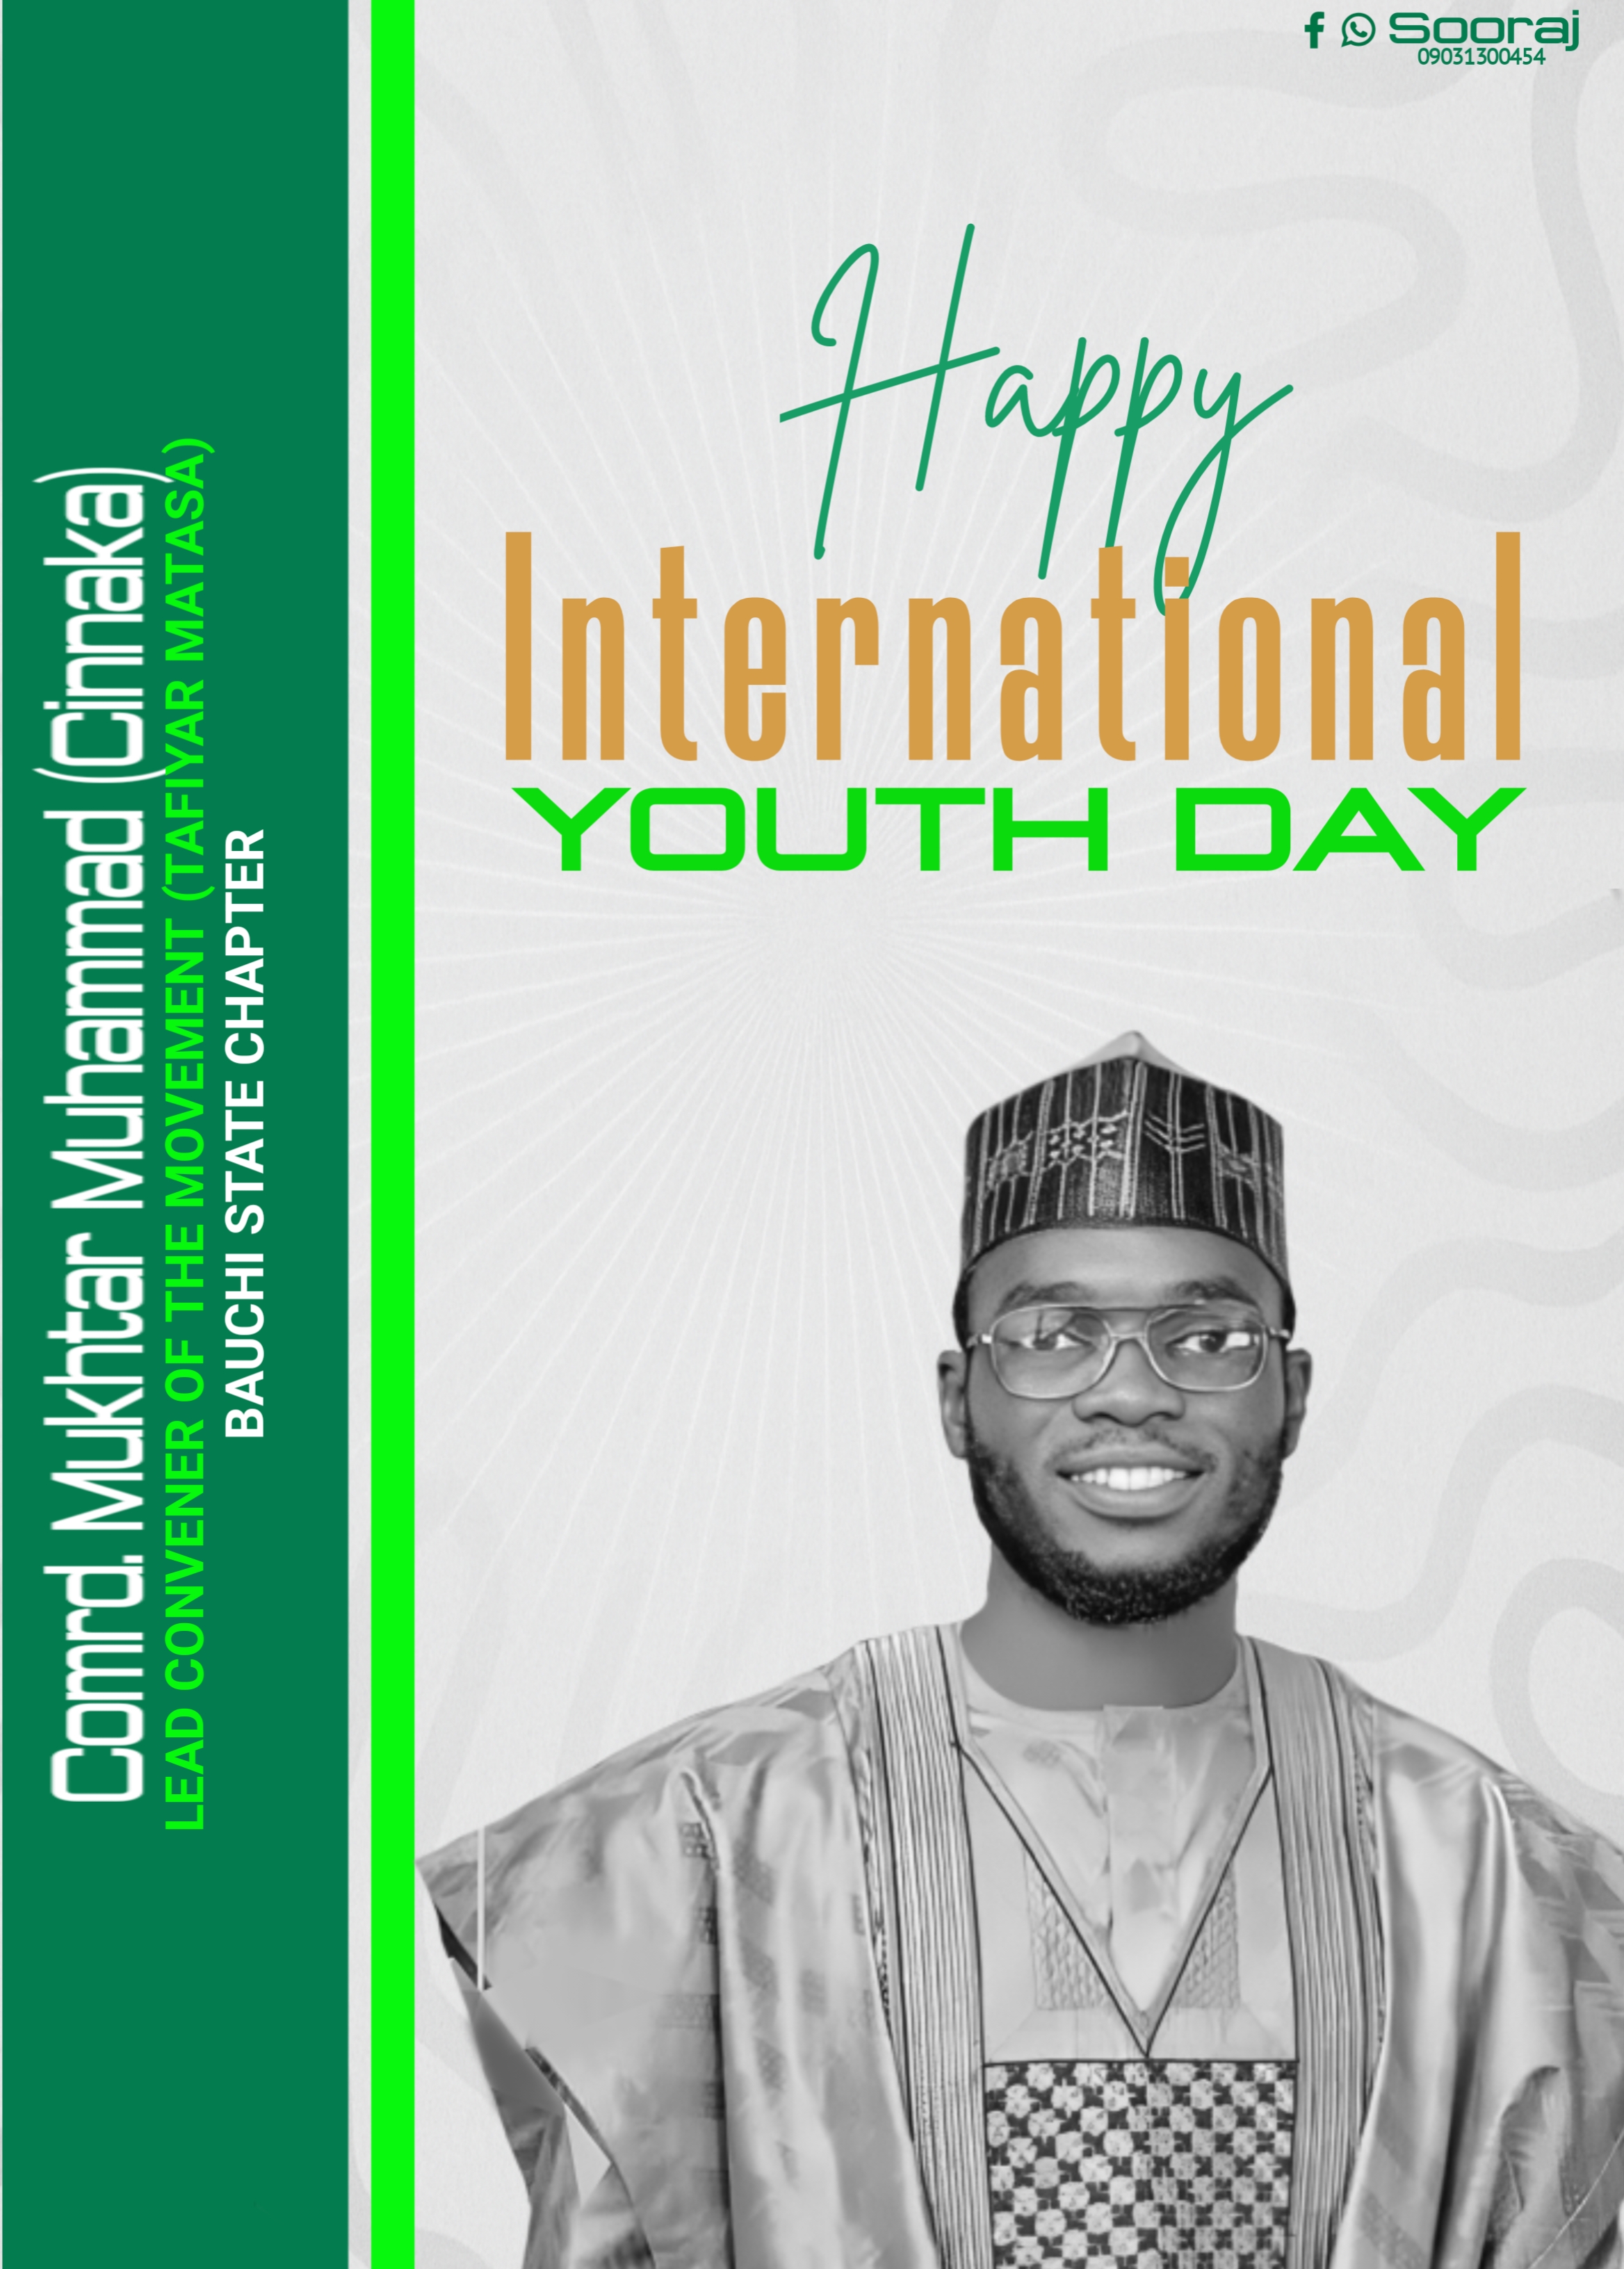 Sooraj
09031300454
Happy
International
YOUTH DAY
Comrd. Mukhtar Muhammad (Cinnaka)
LEAD CONVENER OF THE MOVEMENT (TAFIYAR MATASA)
BAUCHI STATE CHAPTER